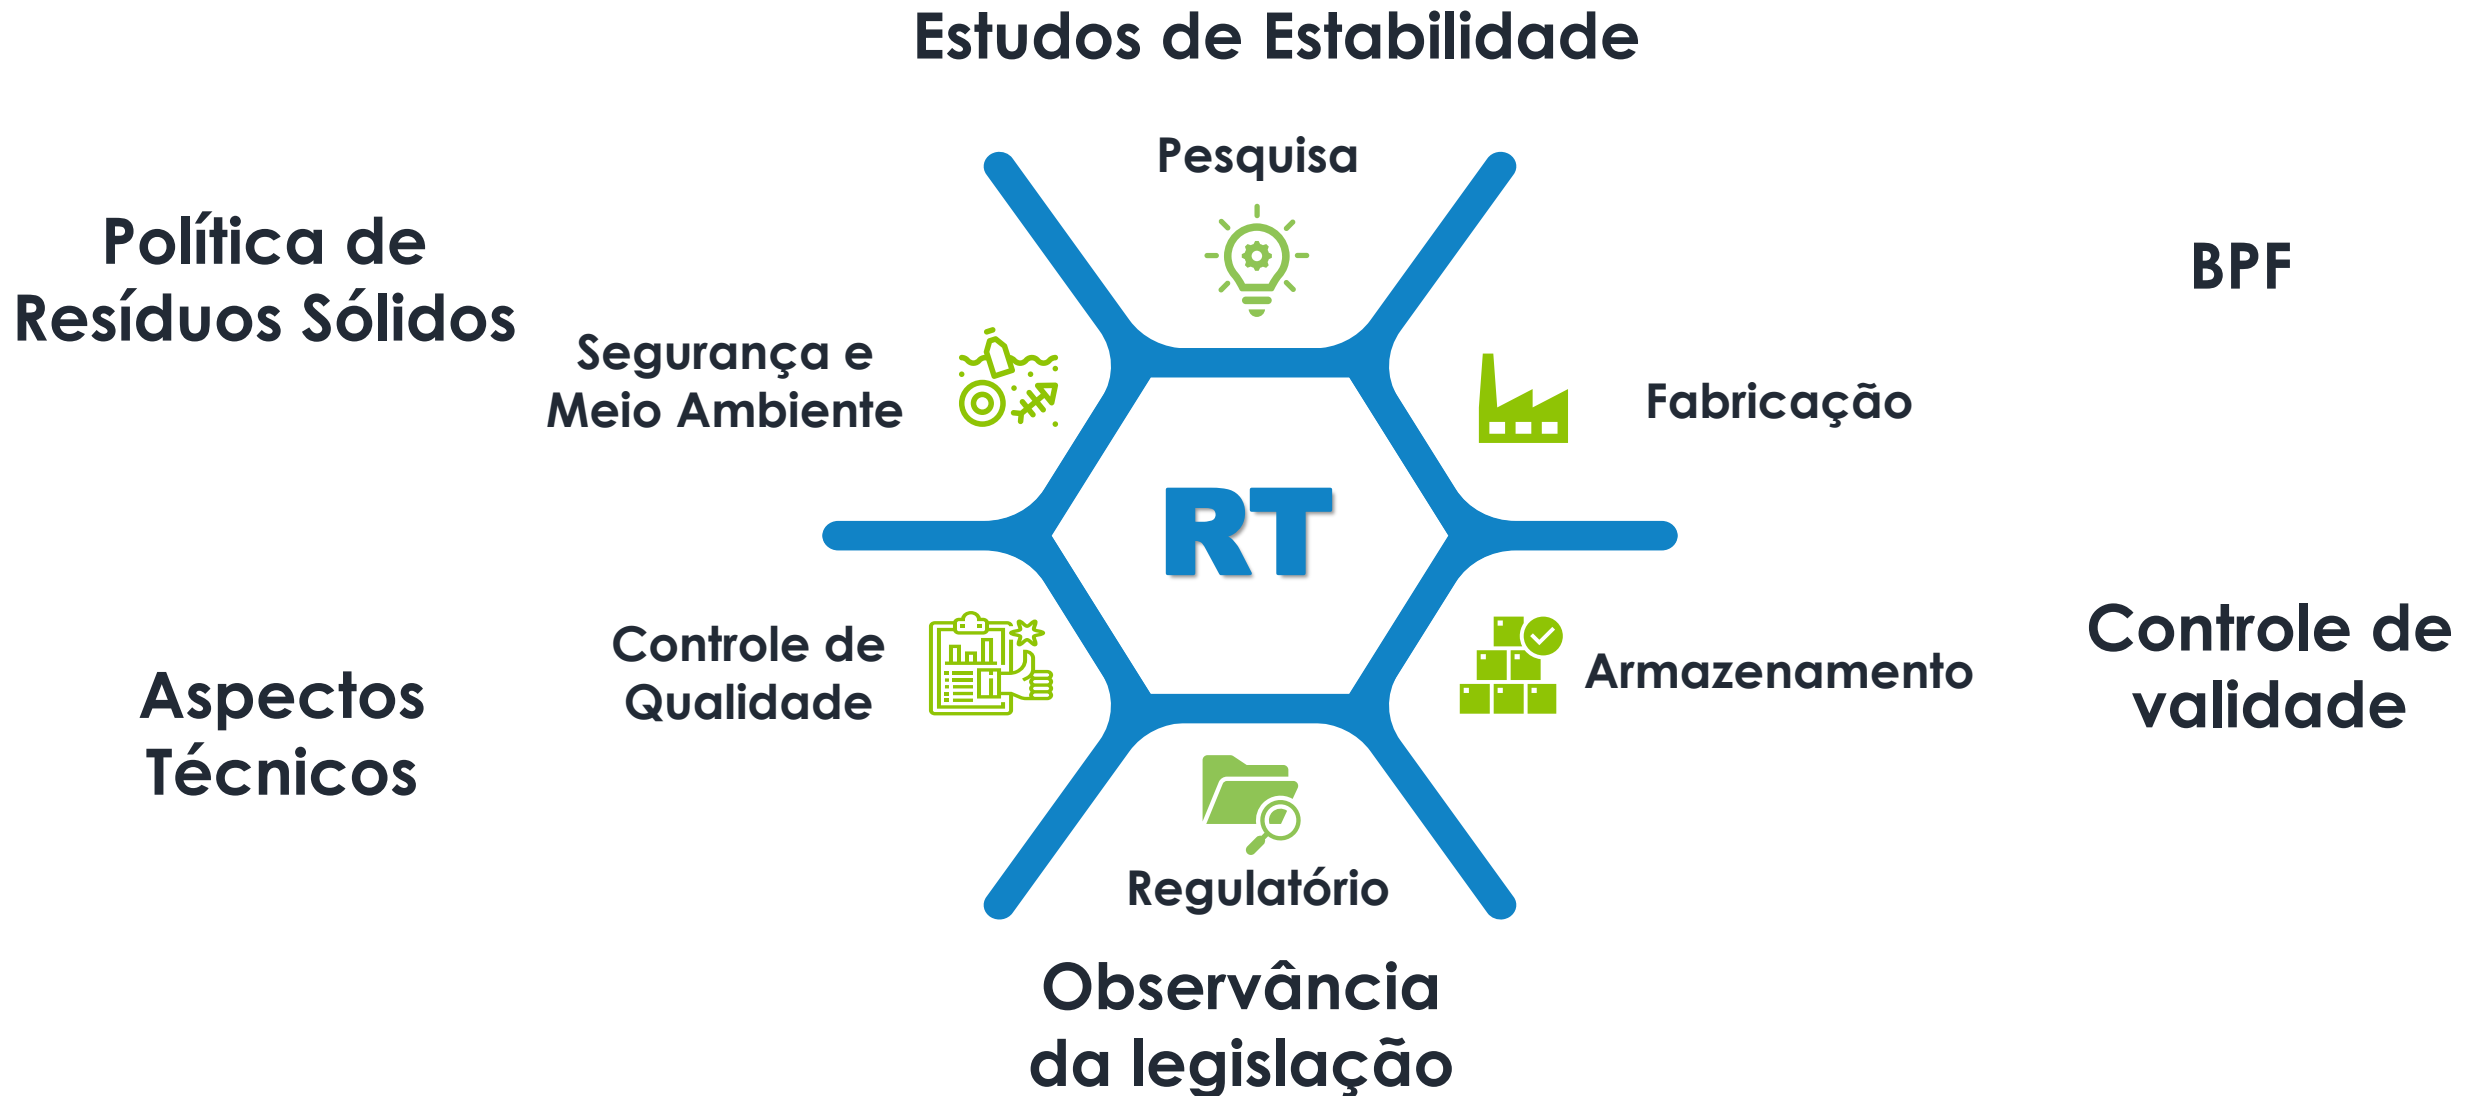 Estudos de Estabilidade
Pesquisa
Política de
Resíduos Sólidos
BPF
Segurança e
Meio Ambiente
Fabricação
RT
Controle de
Qualidade
Armazenamento
Controle de
validade
Aspectos
Técnicos
Regulatório
Observância
da legislação